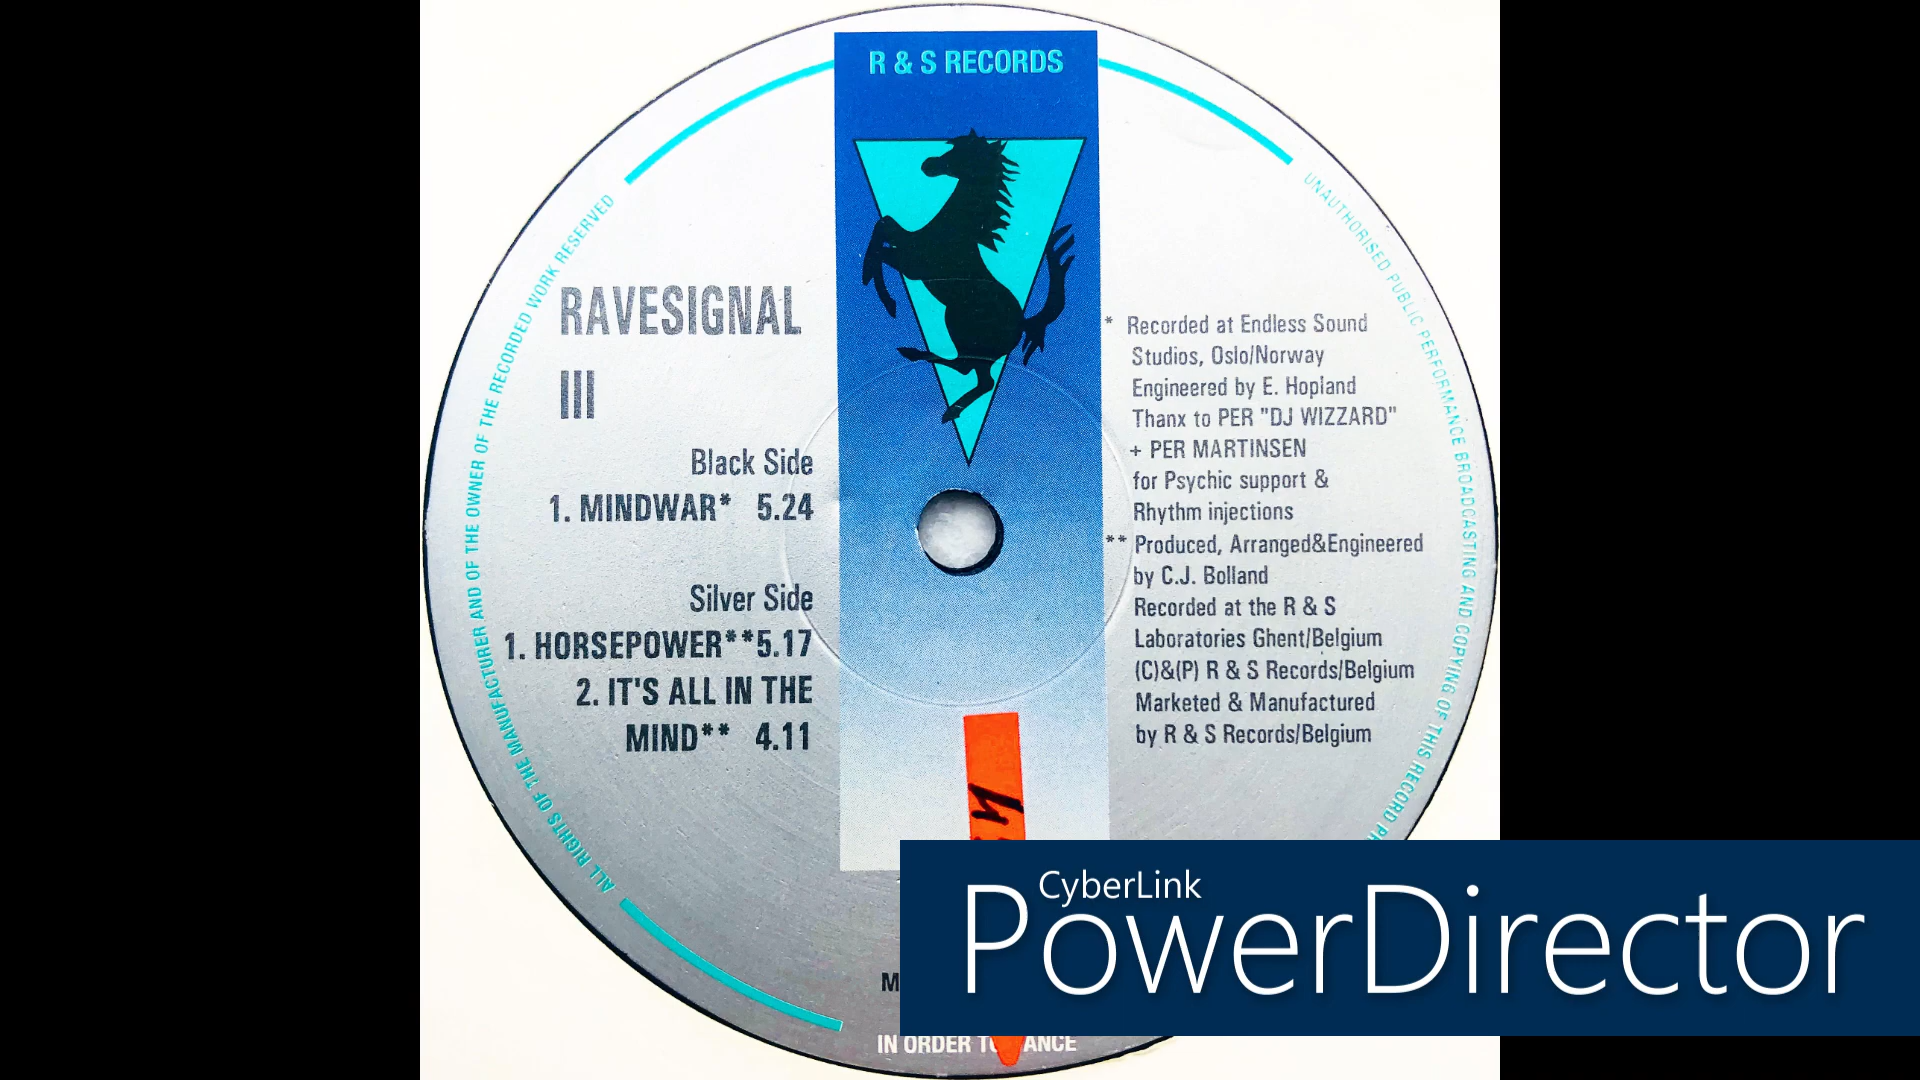 R & S RECORDS
RAVESIGNAL
III
Black Side
1. MINDWAR* 5.24
Silver Side
1. HORSEPOWER**5.17
2. IT'S ALL IN THE
MIND** 4.11
* Recorded at Endless Sound
Studios, Oslo/Norway
Engineered by E. Hopland
Thanx to PER "DJ WIZZARD"
+ PER MARTINSEN
for Psychic support &
Rhythm injections
** Produced, Arranged&Engineered
by C.J. Bolland
Recorded at the R & S
Laboratories Ghent/Belgium
(C)&(P) R & S Records/Belgium
Marketed & Manufactured
by R & S Records/Belgium
ALL RIGHTS OF THE MANUFACTURER AND OF THE OWNER OF THE RECORDED WORK RESERVED
UNAUTHORISED PUBLIC PERFORMANCE BROADCASTING AND COPYING OF THIS RECORD
IN ORDER
CyberLink
PowerDirector